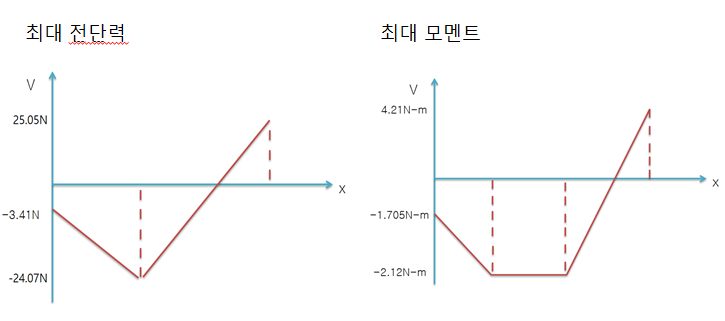 최대 전단력
V
25.05N
-3.41N
-24.07N
x
최대 모멘트
V
4.21N-m
-1.705N-m
-2.12N-m
x